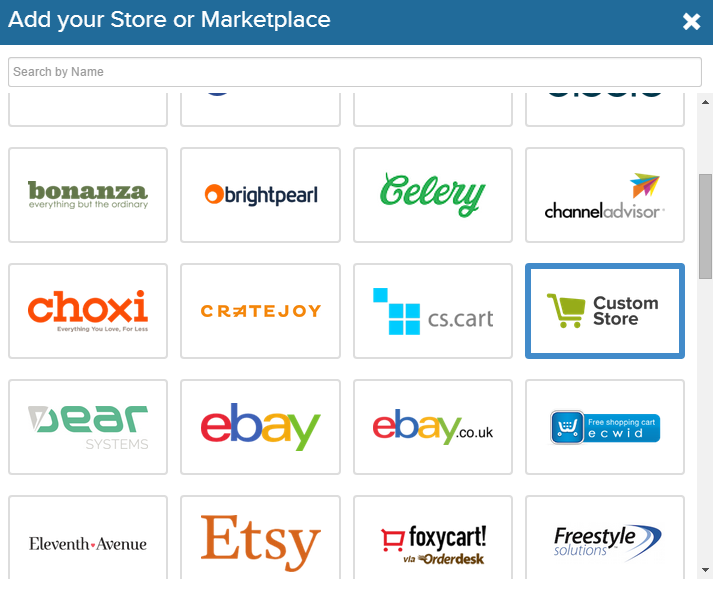 Add your Store or Marketplace
Search by Name
bonanza
everything but the ordinary
brightpearl
Celery
channeladvisor
choxi
Everything You Love, For Less
CRATEJOY
cs.cart
Custom
Store
Dear
SYSTEMS
ebay
ebay.co.uk
Free shopping cart
ecwid
Eleventh Avenue
Etsy
foxycart!
via Orderdesk
Freestyle
solutions